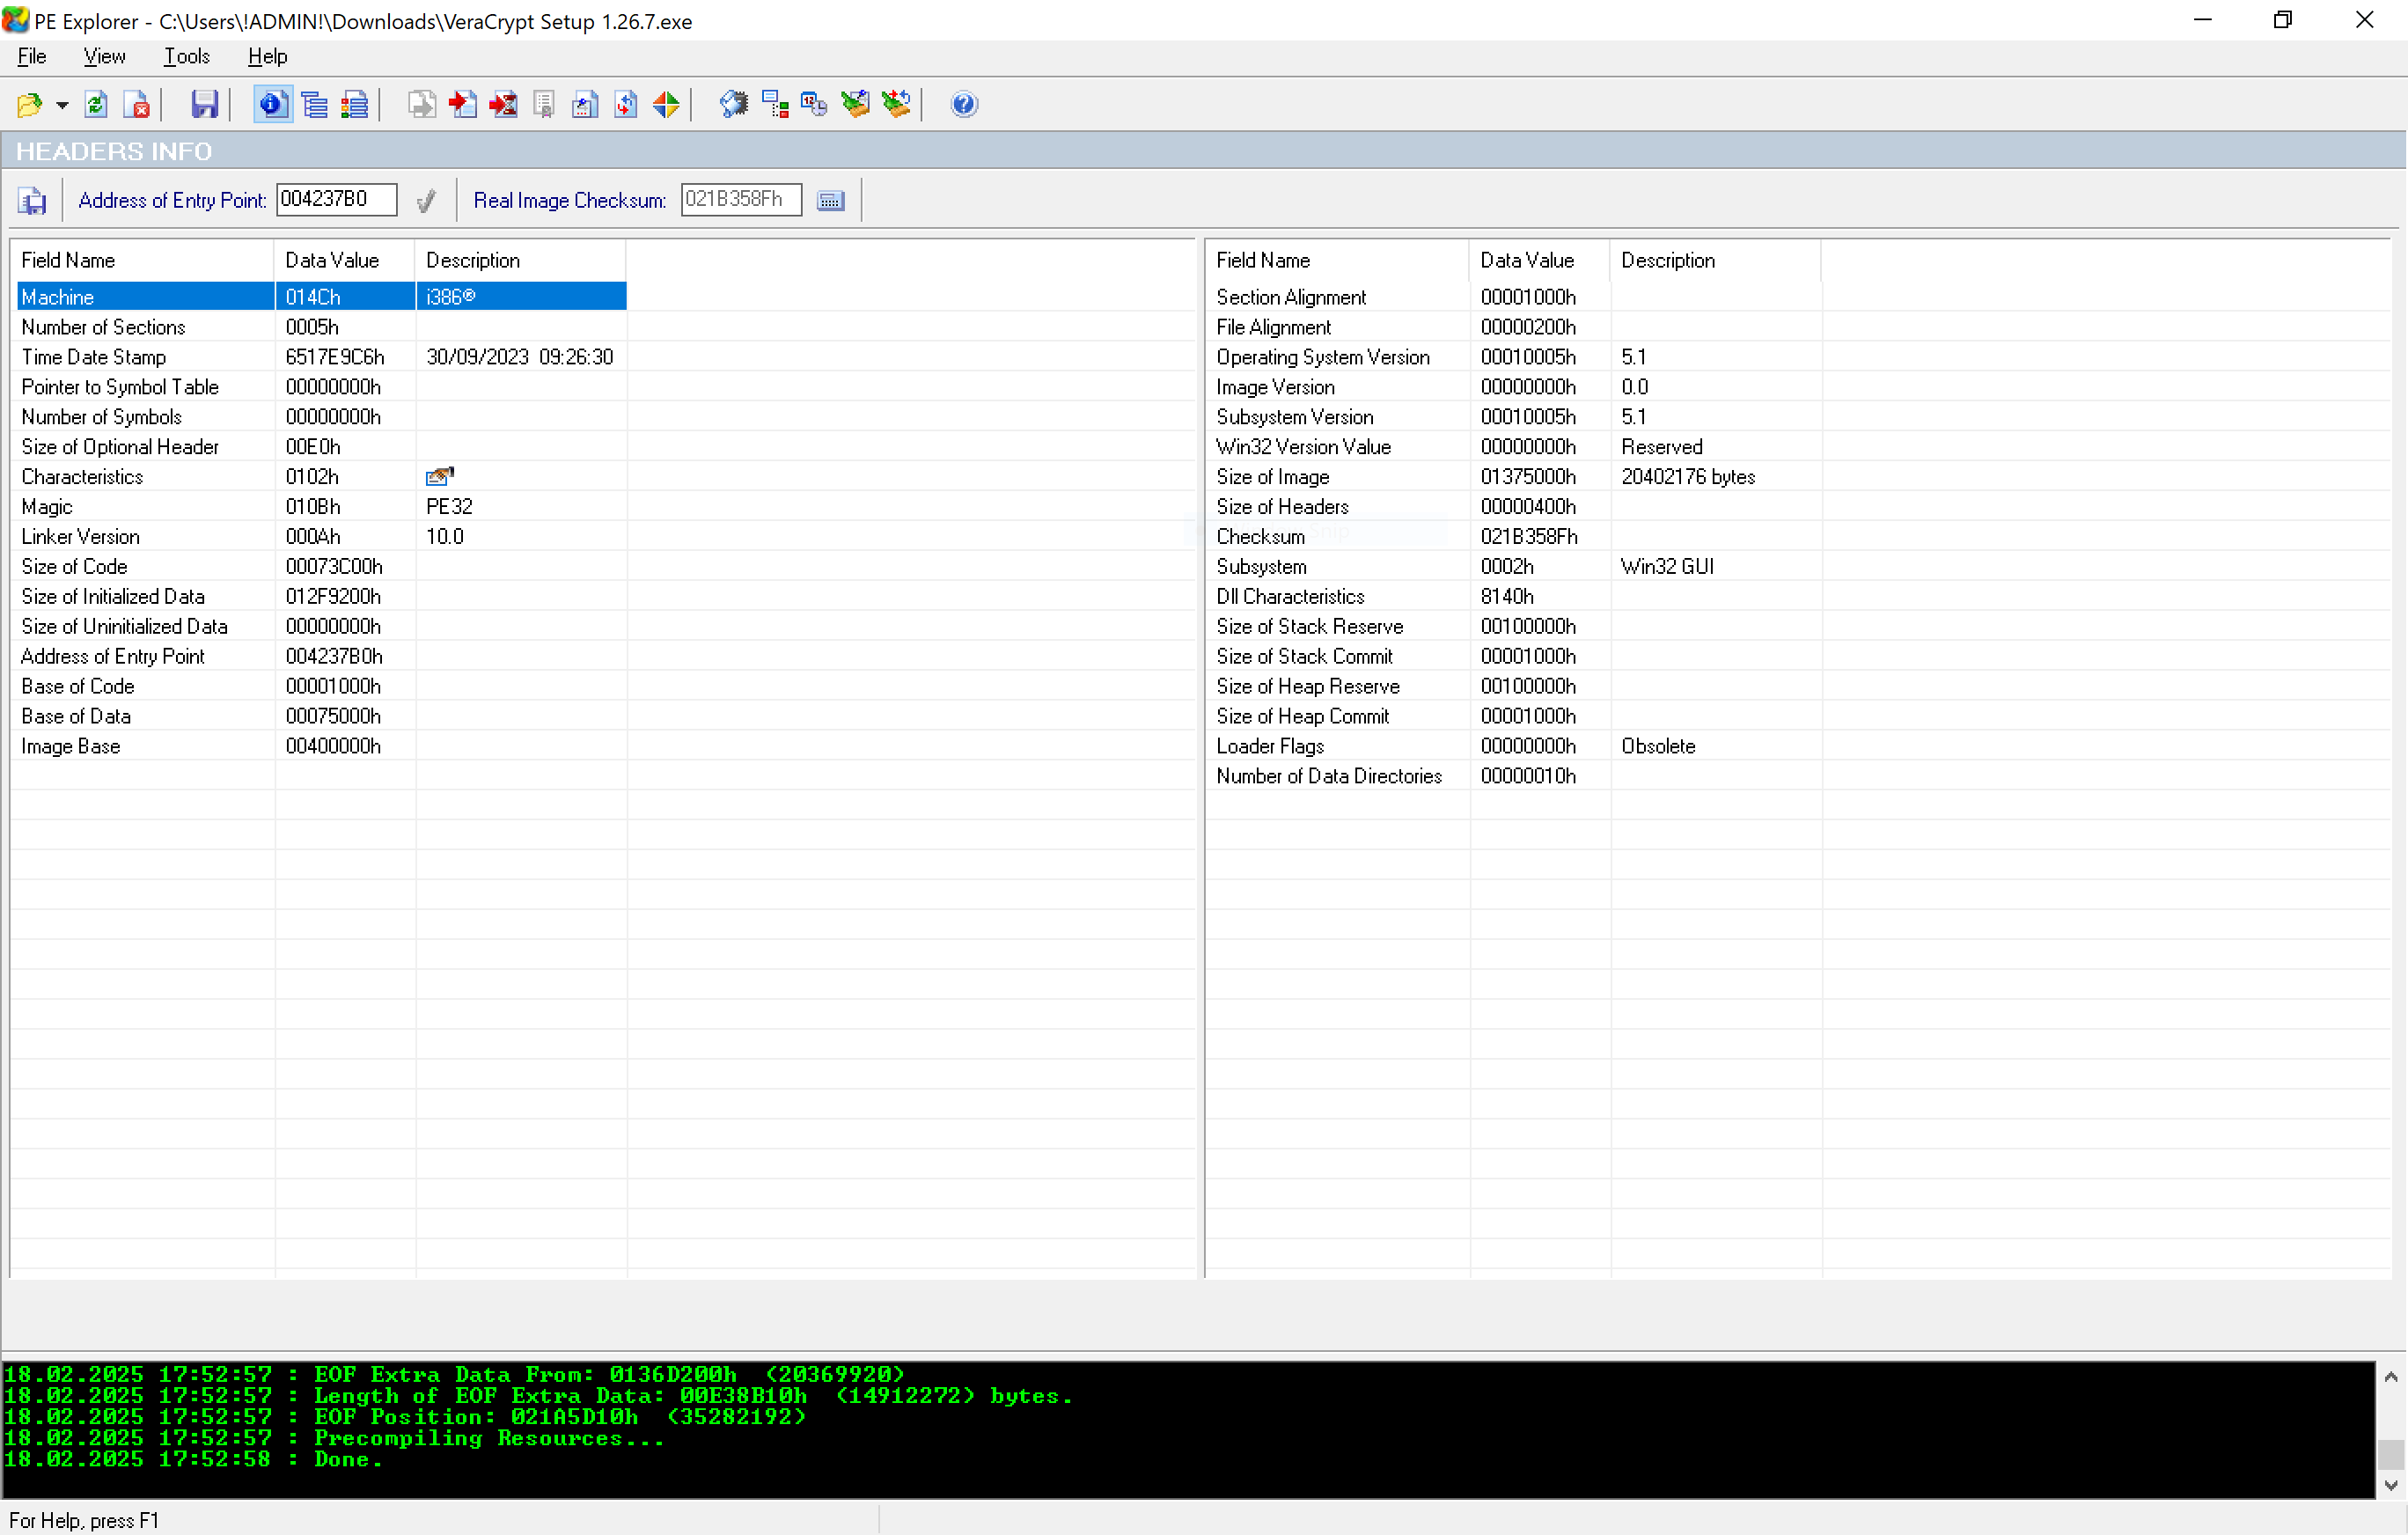 PE Explorer - C:\Users\!ADMIN!\Downloads\VeraCrypt Setup 1.26.7.exe
File View Tools Help
HEADERS INFO
Address of Entry Point: 004237B0 Real Image Checksum: 021B358Fh
Field Name Data Value Description
Machine 014Ch i386®
Number of Sections 0005h
Time Date Stamp 6517E9C6h 30/09/2023 09:26:30
Pointer to Symbol Table 00000000h
Number of Symbols 00000000h
Size of Optional Header 00E0h
Characteristics 0102h
Magic 010Bh PE32
Linker Version 000Ah 10.0
Size of Code 00073C00h
Size of Initialized Data 012F9200h
Size of Uninitialized Data 00000000h
Address of Entry Point 004237B0h
Base of Code 00001000h
Base of Data 00075000h
Image Base 00400000h
Field Name Data Value Description
Section Alignment 00001000h
File Alignment 00000200h
Operating System Version 00010005h 5.1
Image Version 00000000h 0.0
Subsystem Version 00010005h 5.1
Win32 Version Value 00000000h Reserved
Size of Image 01375000h 20402176 bytes
Size of Headers 00000400h
Checksum 021B358Fh
Subsystem 0002h Win32 GUI
Dll Characteristics 8140h
Size of Stack Reserve 00100000h
Size of Stack Commit 00001000h
Size of Heap Reserve 00100000h
Size of Heap Commit 00001000h
Loader Flags 00000000h Obsolete
Number of Data Directories 00000010h
18.02.2025 17:52:57 : EOF Extra Data From: 0136D200h (20369920)
18.02.2025 17:52:57 : Length of EOF Extra Data: 00E38B10h (14912272) bytes.
18.02.2025 17:52:57 : EOF Position: 021A5D10h (35282192)
18.02.2025 17:52:57 : Precompiling Resources...
18.02.2025 17:52:58 : Done.
For Help, press F1